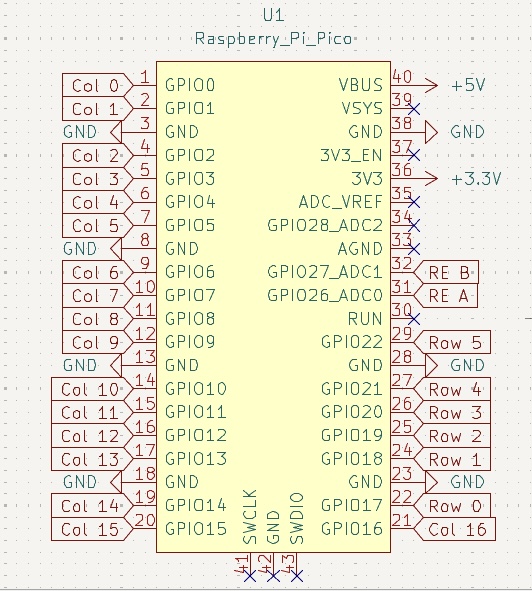 U1
Raspberry_Pi_Pico
Col 0 1 GPIO0 VBUS 40 +5V
Col 1 2 GPIO1 VSYS 39
GND 3 GND GND 38 GND
Col 2 4 GPIO2 3V3_EN 37
Col 3 5 GPIO3 3V3 36 +3.3V
Col 4 6 GPIO4 ADC_VREF 35
Col 5 7 GPIO5 GPIO28_ADC2 34
GND 8 GND AGND 33
Col 6 9 GPIO6 GPIO27_ADC1 32 RE B
Col 7 10 GPIO7 GPIO26_ADC0 31 RE A
Col 8 11 GPIO8 RUN 30
Col 9 12 GPIO9 GPIO22 29 Row 5
GND 13 GND GND 28 GND
Col 10 14 GPIO10 GPIO21 27 Row 4
Col 11 15 GPIO11 GPIO20 26 Row 3
Col 12 16 GPIO12 GPIO19 25 Row 2
Col 13 17 GPIO13 GPIO18 24 Row 1
GND 18 GND GND 23 GND
Col 14 19 GPIO14 GPIO17 22 Row 0
Col 15 20 GPIO15 GPIO16 21 Col 16
SWCLK GND SWDIO
41 42 43